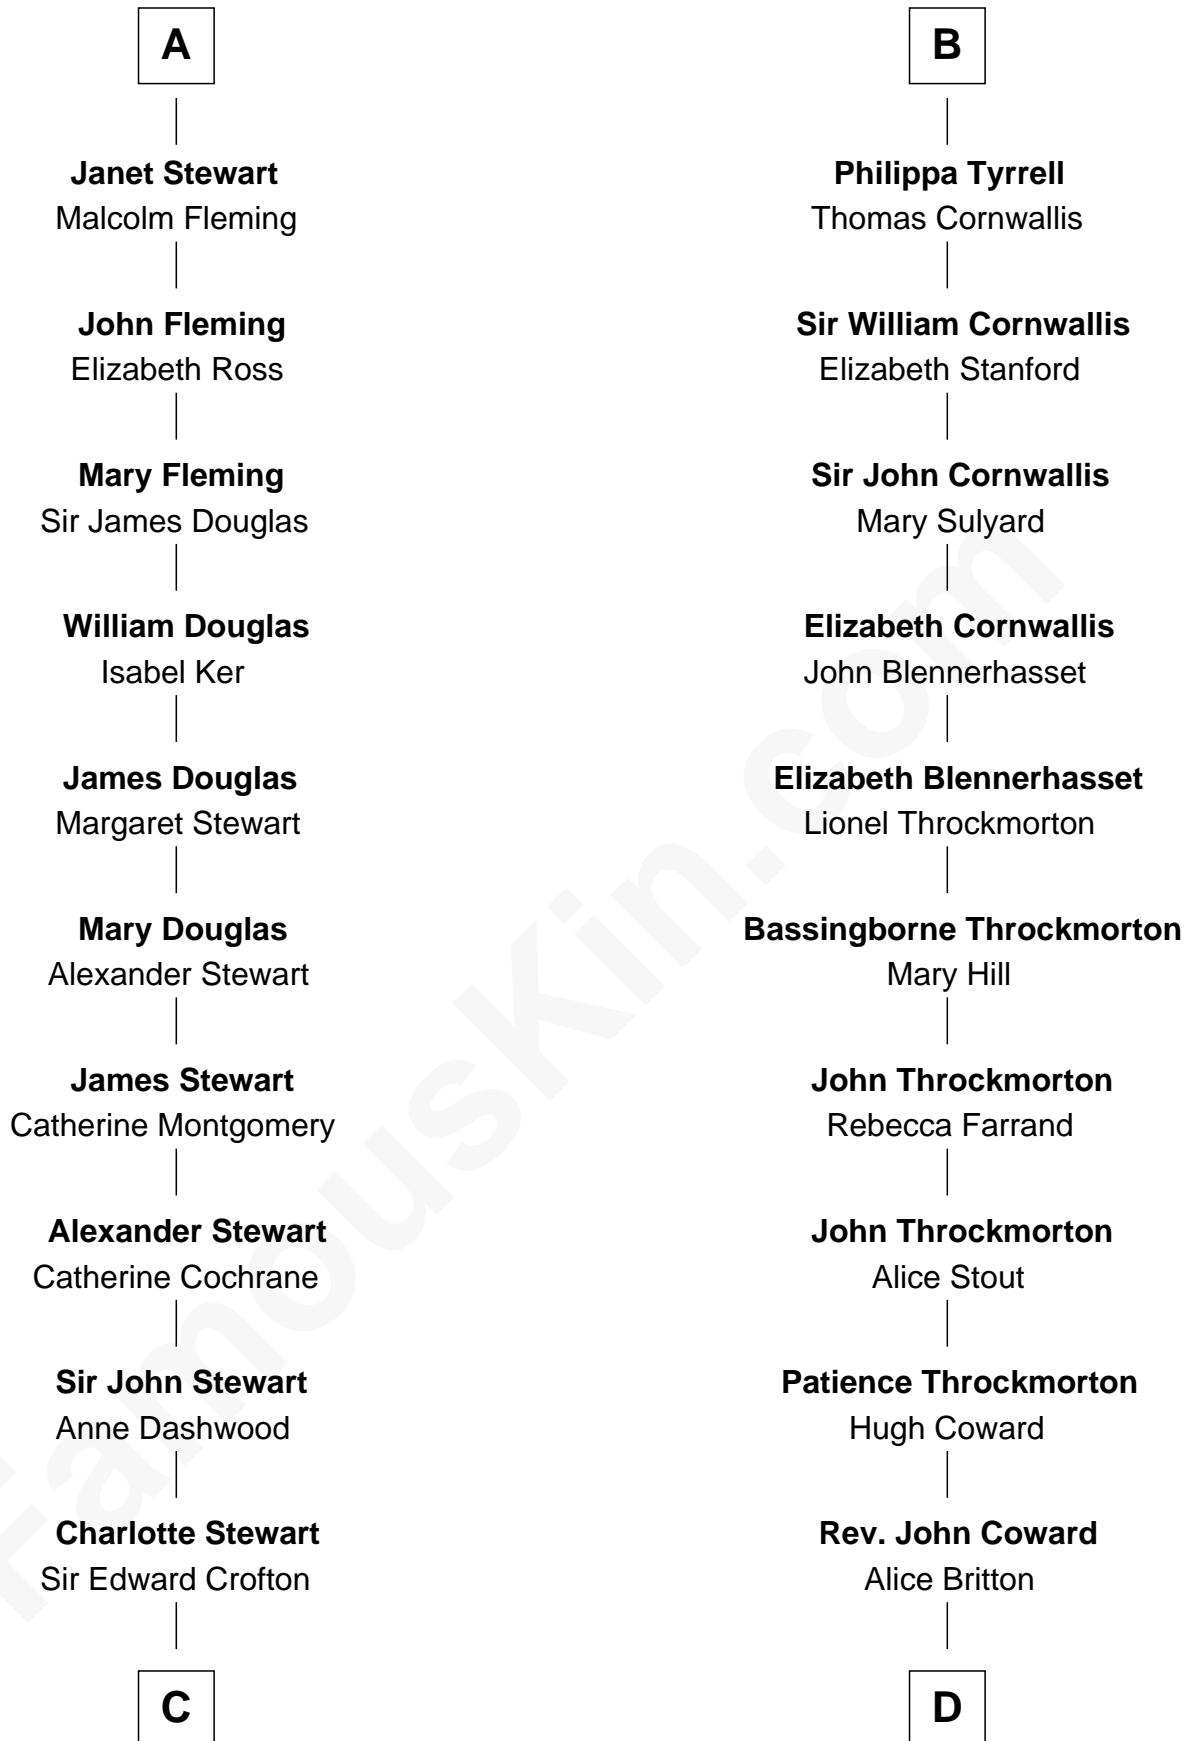 A
Janet Stewart
Malcolm Fleming
John Fleming
Elizabeth Ross
Mary Fleming
Sir James Douglas
William Douglas
Isabel Ker
James Douglas
Margaret Stewart
Mary Douglas
Alexander Stewart
James Stewart
Catherine Montgomery
Alexander Stewart
Catherine Cochrane
Sir John Stewart
Anne Dashwood
Charlotte Stewart
Sir Edward Crofton
C
B
Philippa Tyrrell
Thomas Cornwallis
Sir William Cornwallis
Elizabeth Stanford
Sir John Cornwallis
Mary Sulyard
Elizabeth Cornwallis
John Blennerhasset
Elizabeth Blennerhasset
Lionel Throckmorton
Bassingborne Throckmorton
Mary Hill
John Throckmorton
Rebecca Farrand
John Throckmorton
Alice Stout
Patience Throckmorton
Hugh Coward
Rev. John Coward
Alice Britton
D
FamousKin.com